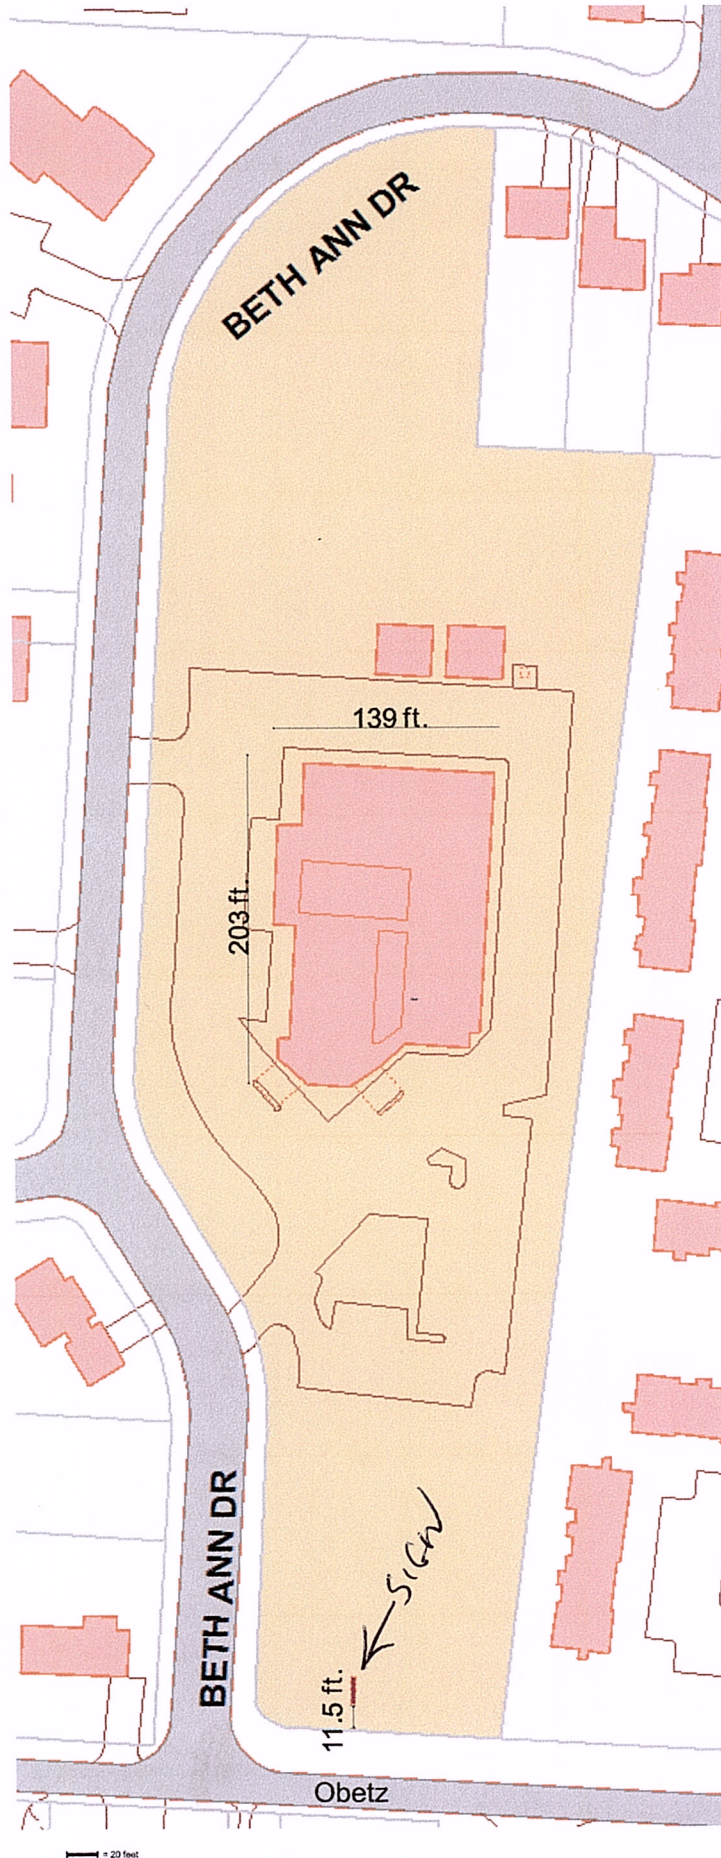 BETH ANN DR
139 ft.
203 ft.
BETH ANN DR
SIGN
11.5 ft.
Obetz
= 20 feet